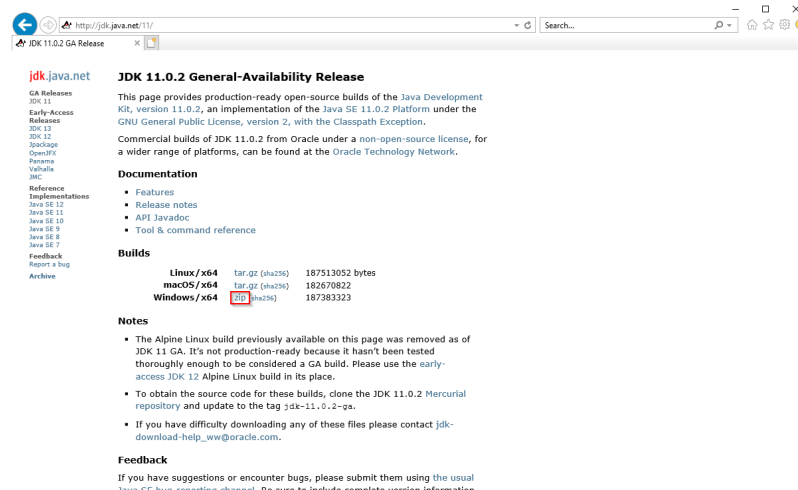 http://jdk.java.net/11/
Search...
JDK 11.0.2 GA Release
jdk.java.net
GA Releases
JDK 11
Early-Access
Releases
JDK 13
JDK 12
Jpackage
OpenJFX
Panama
Valhalla
JMC
Reference
Implementations
Java SE 12
Java SE 11
Java SE 10
Java SE 9
Java SE 8
Java SE 7
Feedback
Report a bug
Archive
JDK 11.0.2 General-Availability Release
This page provides production-ready open-source builds of the Java Development
Kit, version 11.0.2, an implementation of the Java SE 11.0.2 Platform under the
GNU General Public License, version 2, with the Classpath Exception.
Commercial builds of JDK 11.0.2 from Oracle under a non-open-source license, for
a wider range of platforms, can be found at the Oracle Technology Network.
Documentation
Features
Release notes
API Javadoc
Tool & command reference
Builds
Linux/x64 tar.gz (sha256) 187513052 bytes
macOS/x64 tar.gz (sha256) 182670822
Windows/x64 zip (sha256) 187383323
Notes
The Alpine Linux build previously available on this page was removed as of
JDK 11 GA. It's not production-ready because it hasn't been tested
thoroughly enough to be considered a GA build. Please use the early-
access JDK 12 Alpine Linux build in its place.
To obtain the source code for these builds, clone the JDK 11.0.2 Mercurial
repository and update to the tag jdk-11.0.2-ga.
If you have difficulty downloading any of these files please contact jdk-
download-help_ww@oracle.com.
Feedback
If you have suggestions or encounter bugs, please submit them using the usual
Java SE bug-reporting channel. Be sure to include complete version information